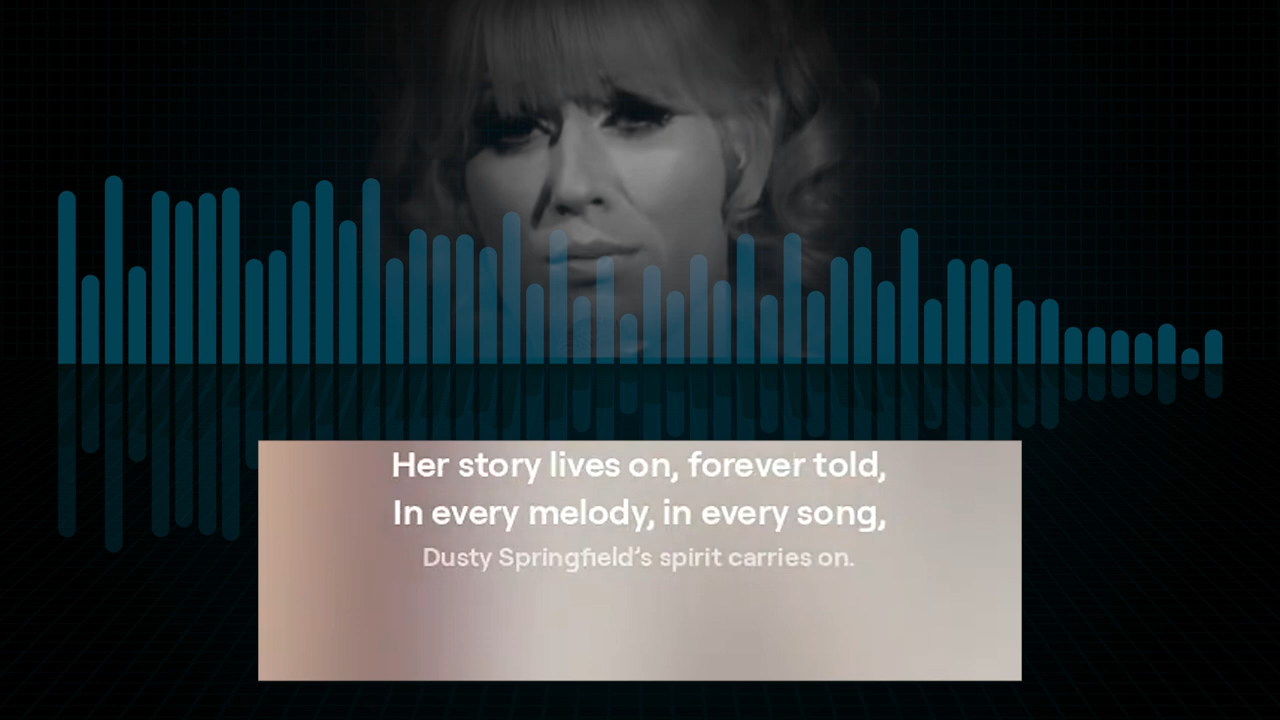 Her story lives on, forever told,
In every melody, in every song,
Dusty Springfield’s spirit carries on.